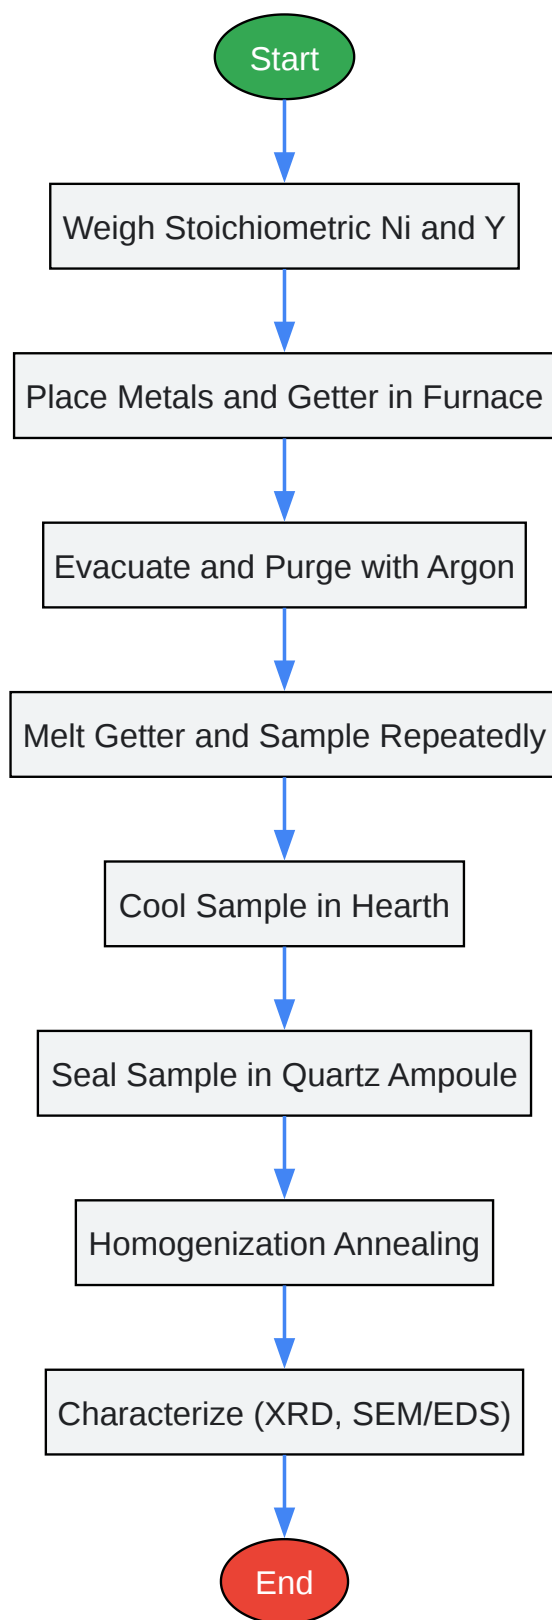 Start
Weigh Stoichiometric Ni and Y
Place Metals and Getter in Furnace
Evacuate and Purge with Argon
Melt Getter and Sample Repeatedly
Cool Sample in Hearth
Seal Sample in Quartz Ampoule
Homogenization Annealing
Characterize (XRD, SEM/EDS)
End